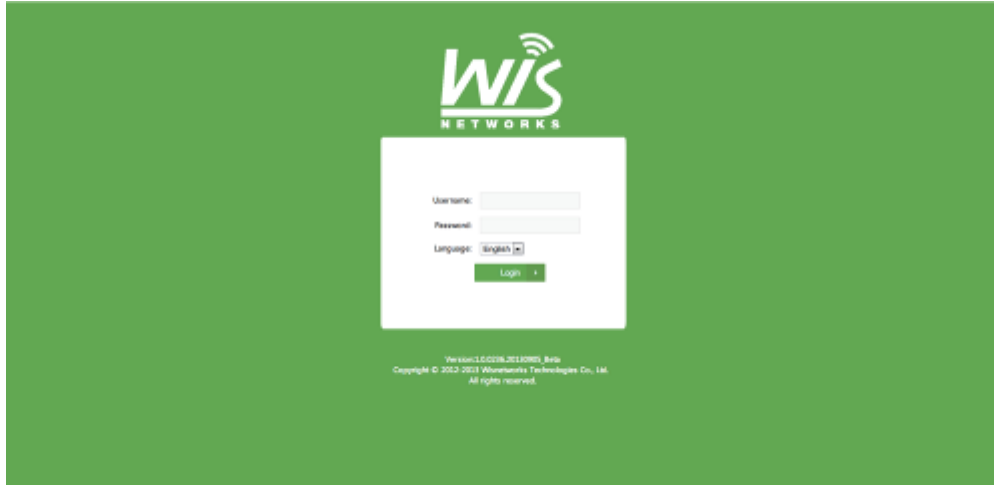 Wis
NETWORKS
Username:
Password:
Language: English
Login
Version:1.0.0236.20130905_Beta
Copyright © 2012-2013 Wisnetworks Technologies Co., Ltd.
All rights reserved.